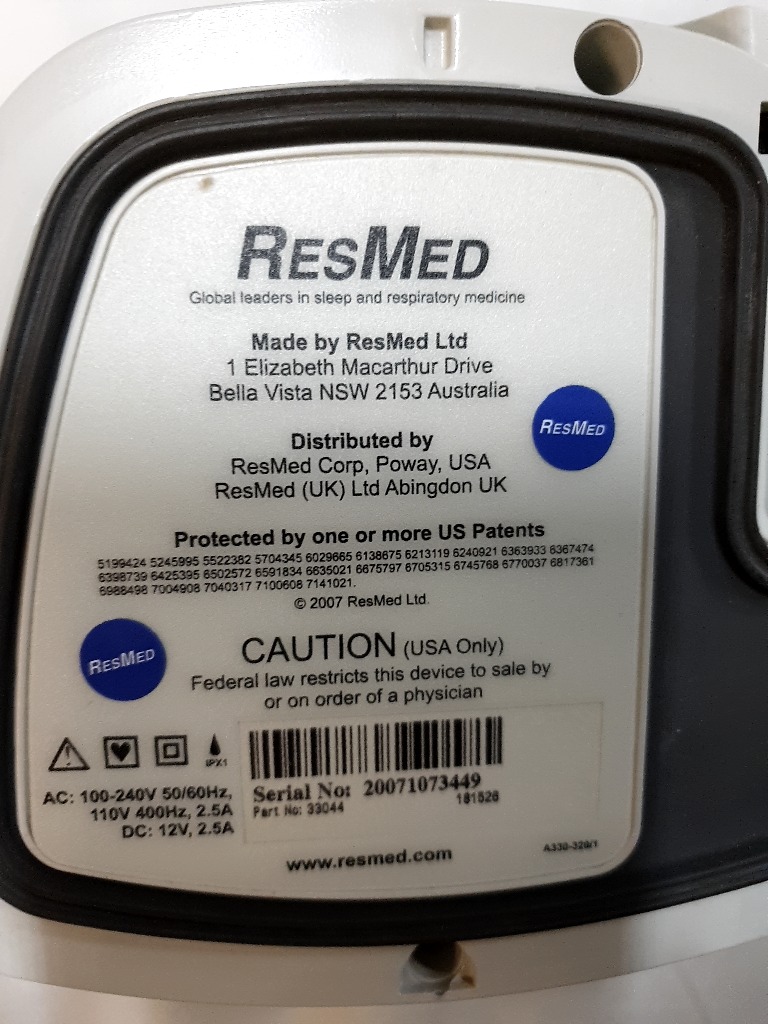 RESMED
Global leaders in sleep and respiratory medicine
Made by ResMed Ltd
1 Elizabeth Macarthur Drive
Bella Vista NSW 2153 Australia
RESMED
Distributed by
ResMed Corp, Poway, USA
ResMed (UK) Ltd Abingdon UK
Protected by one or more US Patents
5199424 5245995 5522382 5704345 6029665 6138675 6213119 6240921 6363933 6367474
6398739 6425395 6502572 6591834 6635021 6675797 6705315 6745768 6770037 6817361
6988498 7004908 7040317 7100608 7141021.
© 2007 ResMed Ltd.
RESMED
CAUTION (USA Only)
Federal law restricts this device to sale by
or on order of a physician
IPX1
AC: 100-240V 50/60Hz,
110V 400Hz, 2.5A
DC: 12V, 2.5A
Serial No: 20071073449
Part No: 33044 181526
www.resmed.com